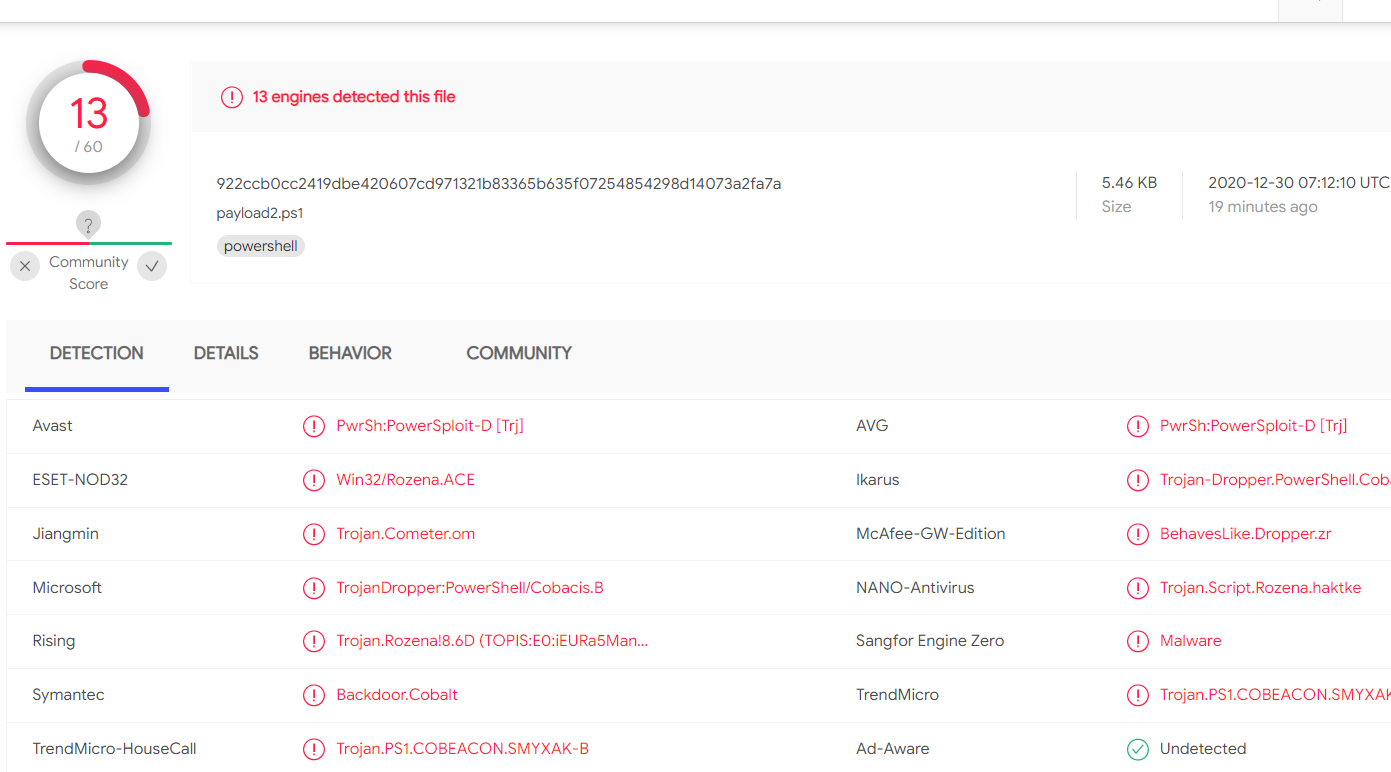 13 engines detected this file
13
/ 60
922ccb0cc2419dbe420607cd971321b83365b635f07254854298d14073a2fa7a
payload2.ps1
powershell
5.46 KB
Size
2020-12-30 07:12:10 UTC
19 minutes ago
?
Community
Score
DETECTION DETAILS BEHAVIOR COMMUNITY
Avast PwrSh:PowerSploit-D [Trj] AVG PwrSh:PowerSploit-D [Trj]
ESET-NOD32 Win32/Rozena.ACE Ikarus Trojan-Dropper.PowerShell.Coba
Jiangmin Trojan.Cometer.om McAfee-GW-Edition BehavesLike.Dropper.zr
Microsoft TrojanDropper:PowerShell/Cobacis.B NANO-Antivirus Trojan.Script.Rozena.haktke
Rising Trojan.Rozena!8.6D (TOPIS:E0:iEURa5Man... Sangfor Engine Zero Malware
Symantec Backdoor.Cobalt TrendMicro Trojan.PS1.COBEACON.SMYXAK
TrendMicro-HouseCall Trojan.PS1.COBEACON.SMYXAK-B Ad-Aware Undetected